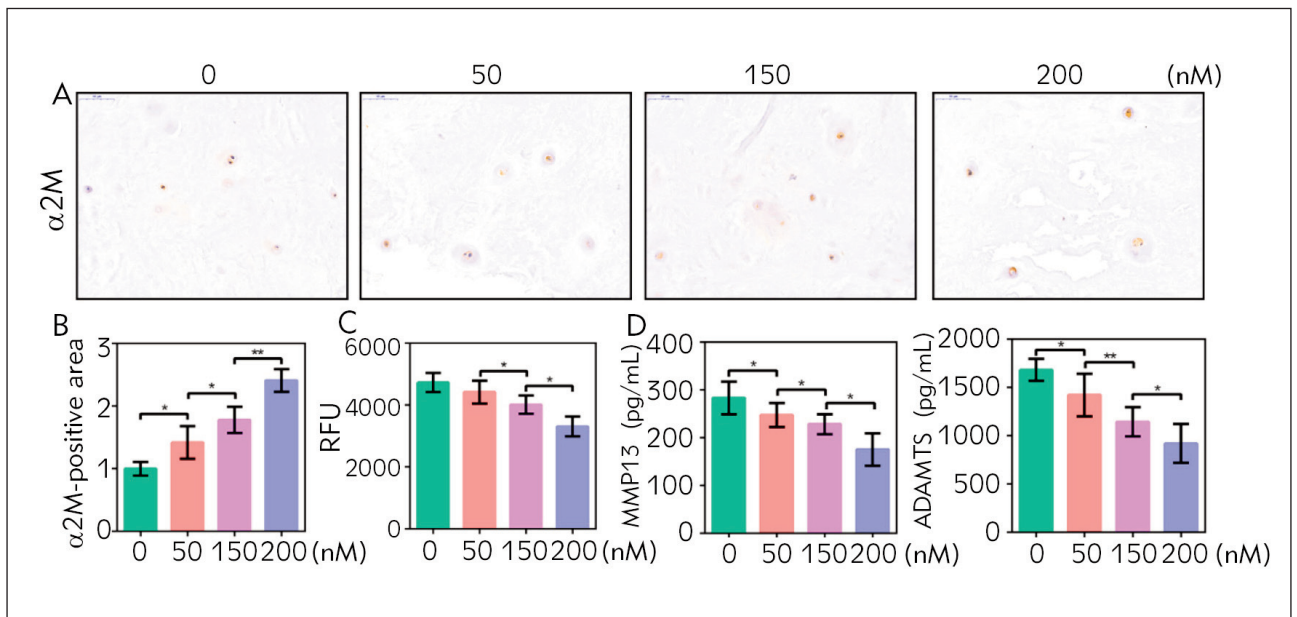 0 50 150 200 (nM)
A
α2M
B
α2M-positive area
3
2
1
0
* * **
0 50 150 200 (nM)
C
RFU
6000
4000
2000
0
* *
0 50 150 200 (nM)
D
MMP13 (pg/mL)
400
300
200
100
0
* * *
0 50 150 200 (nM)
ADAMTS (pg/mL)
2000
1500
1000
500
0
* ** *
0 50 150 200 (nM)